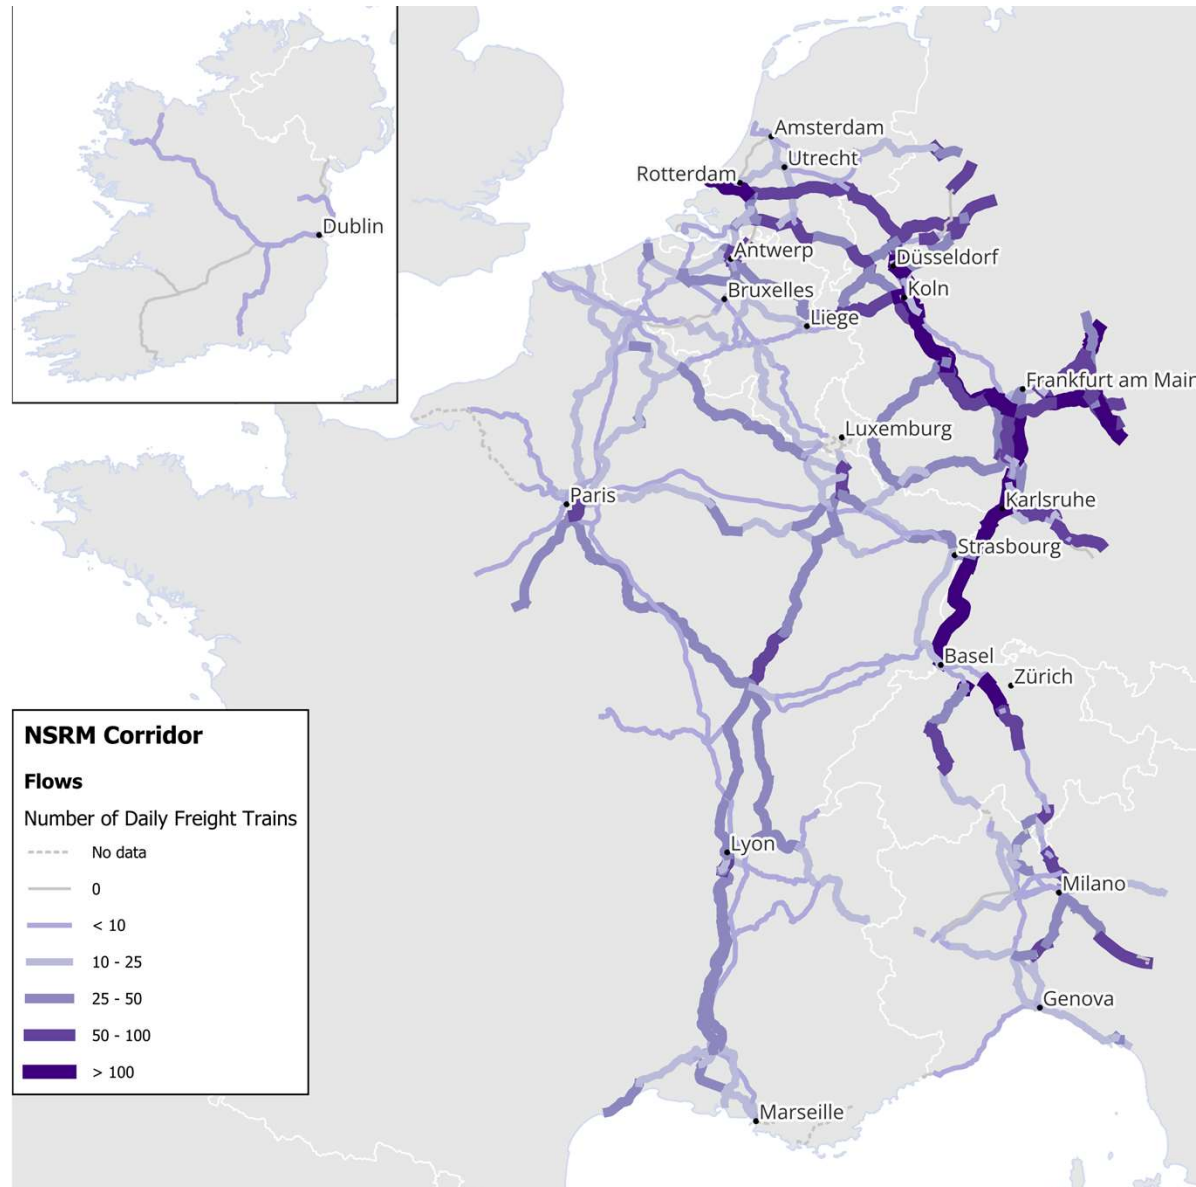 Amsterdam
Utrecht
Rotterdam
Dublin
Antwerp
Düsseldorf
Bruxelles
Koln
Liege
Frankfurt am Main
Luxemburg
Paris
Karlsruhe
Strasbourg
Basel
Zürich
NSRM Corridor
Flows
Number of Daily Freight Trains
No data
0
< 10
10 - 25
25 - 50
50 - 100
> 100
Lyon
Milano
Genova
Marseille